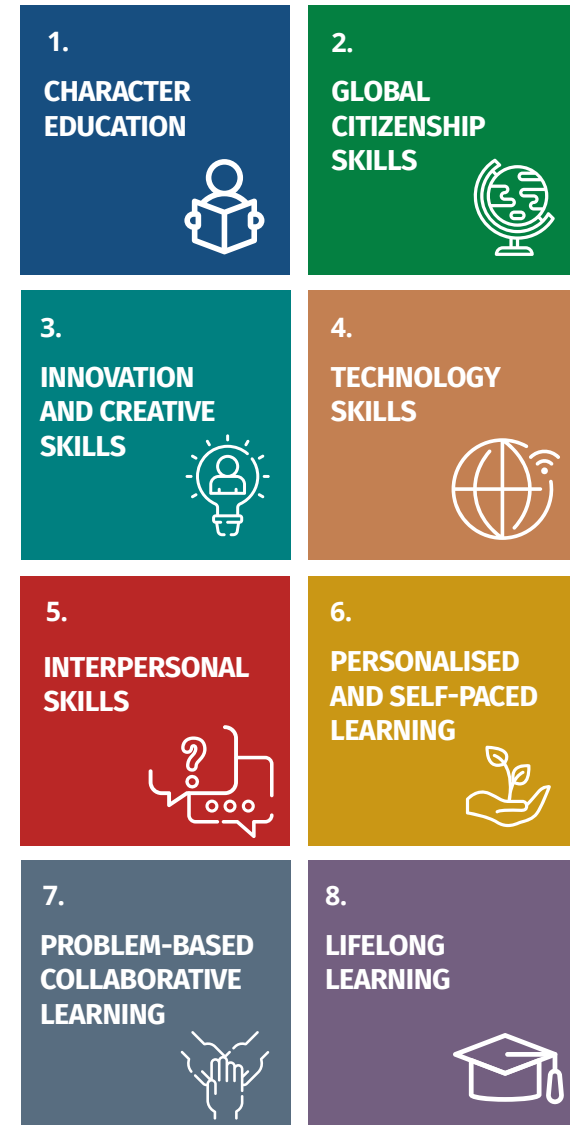 1.
CHARACTER
EDUCATION
2.
GLOBAL
CITIZENSHIP
SKILLS
3.
INNOVATION
AND CREATIVE
SKILLS
4.
TECHNOLOGY
SKILLS
5.
INTERPERSONAL
SKILLS
6.
PERSONALISED
AND SELF-PACED
LEARNING
7.
PROBLEM-BASED
COLLABORATIVE
LEARNING
8.
LIFELONG
LEARNING